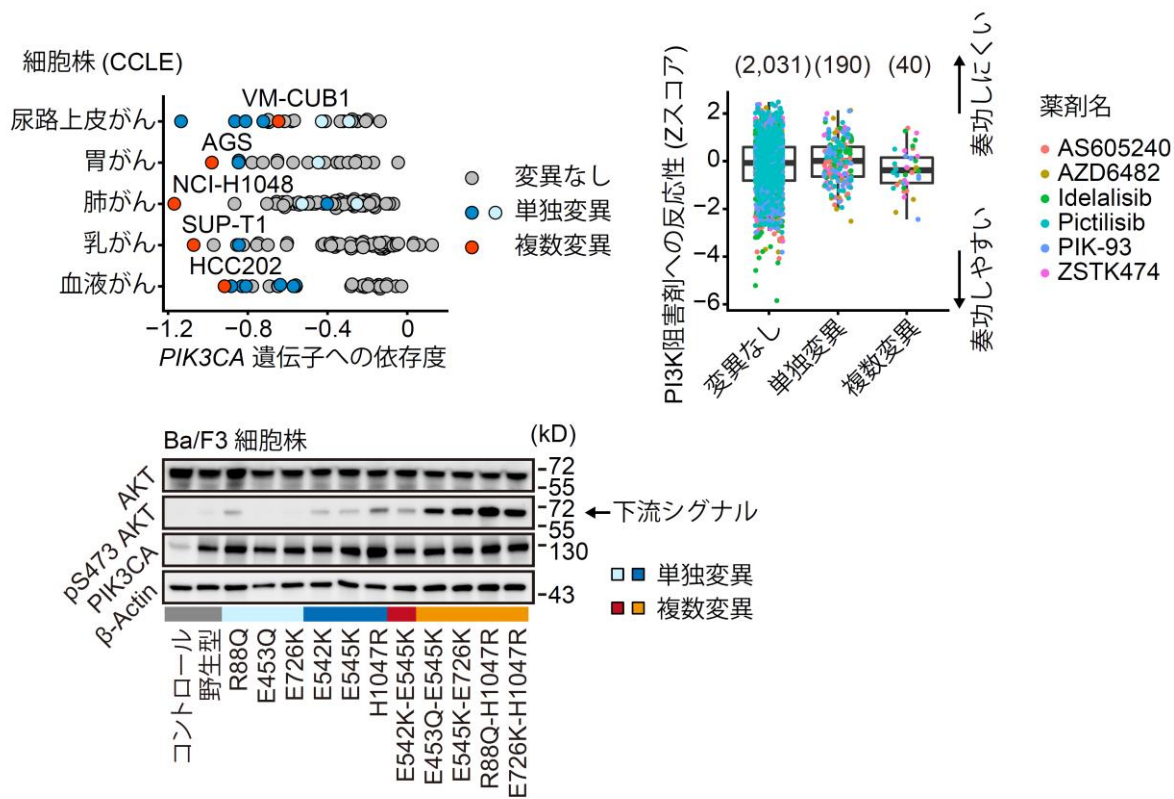 細胞株 (CCLE)
VM-CUB1
尿路上皮がん
AGS
胃がん
NCI-H1048
肺がん
SUP-T1
乳がん
HCC202
血液がん
−1.2
−0.8
−0.4
0
PIK3CA 遺伝子への依存度
変異なし
単独変異
複数変異
PI3K阻害剤への反応性 (Zスコア)
(2,031)
(190)
(40)
2
0
−2
−4
−6
変異なし
単独変異
複数変異
奏功しにくい
奏功しやすい
薬剤名
AS605240
AZD6482
Idelalisib
Pictilisib
PIK-93
ZSTK474
Ba/F3 細胞株
(kD)
AKT
-72
-55
pS473 AKT
-72
-55
←下流シグナル
PIK3CA
-130
β-Actin
-43
単独変異
複数変異
コントロール
野生型
R88Q
E453Q
E726K
E542K
E545K
H1047R
E542K-E545K
E453Q-E545K
E545K-E726K
R88Q-H1047R
E726K-H1047R